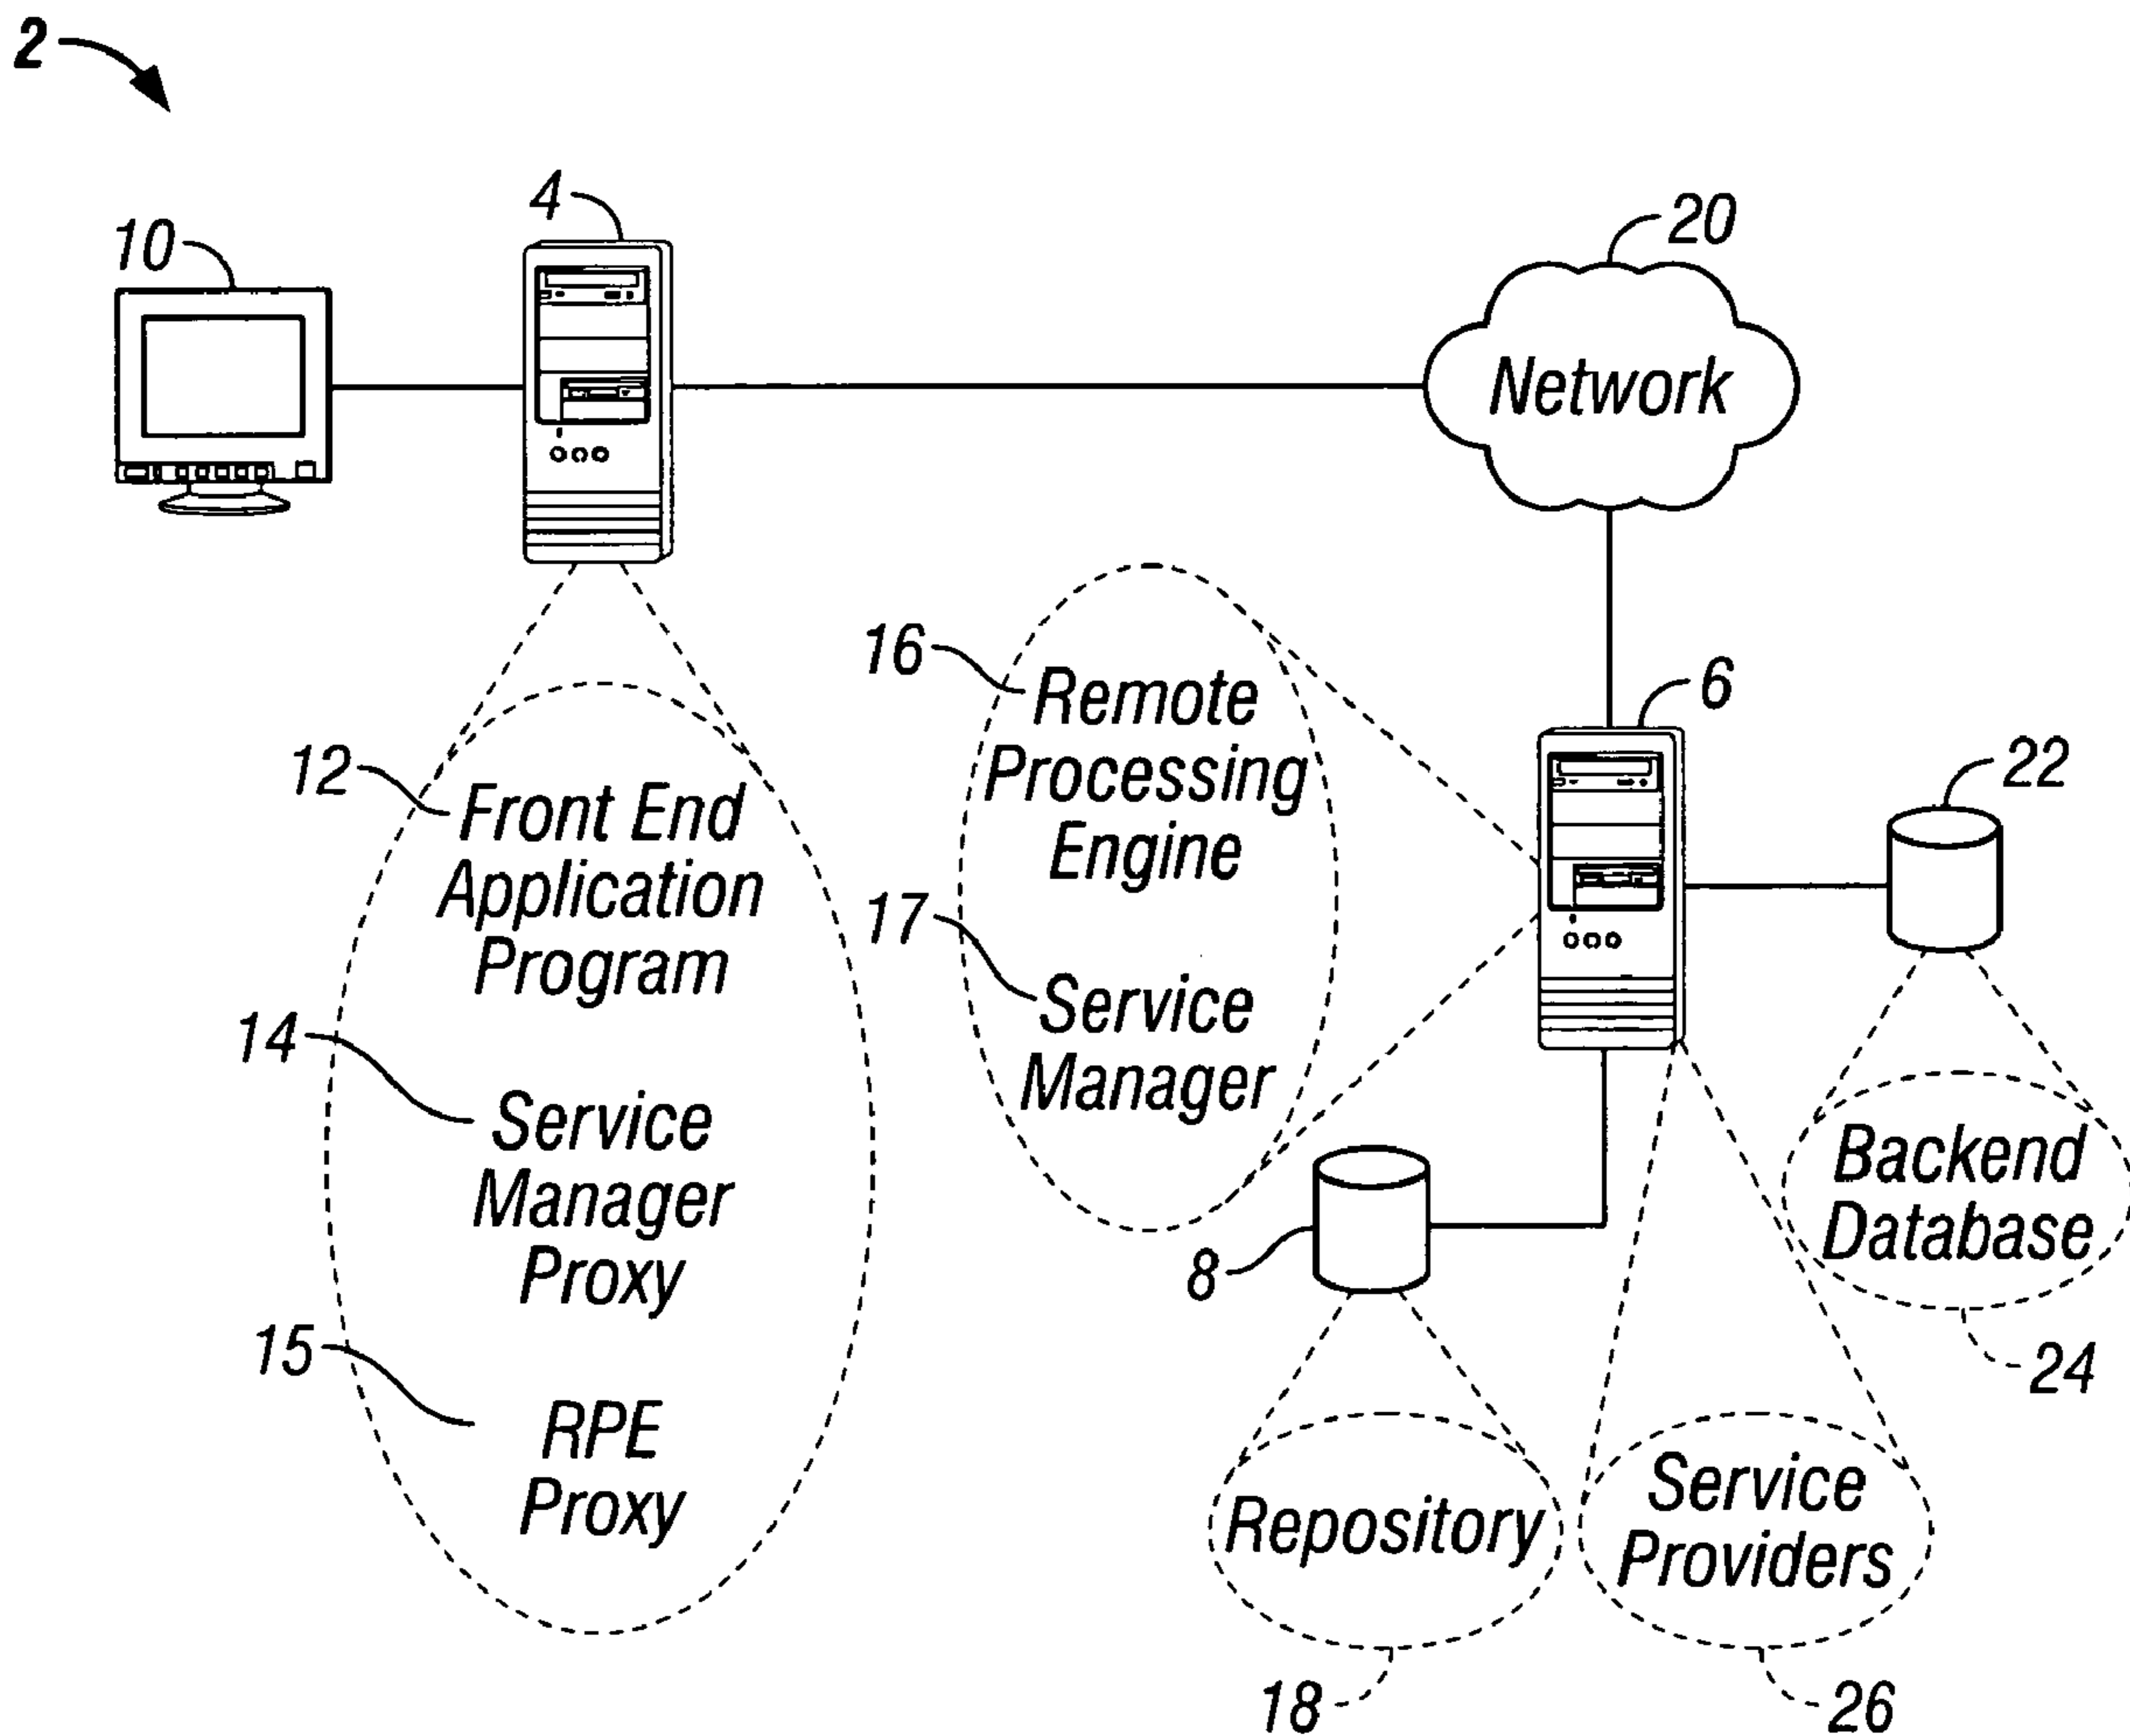 2
4
10
20
Network
16
Remote
Processing
Engine
6
12
Front End
Application
Program
22
17
Service
Manager
14
Service
Manager
Proxy
Backend
Database
8
24
15
RPE
Proxy
Repository
Service
Providers
18
26